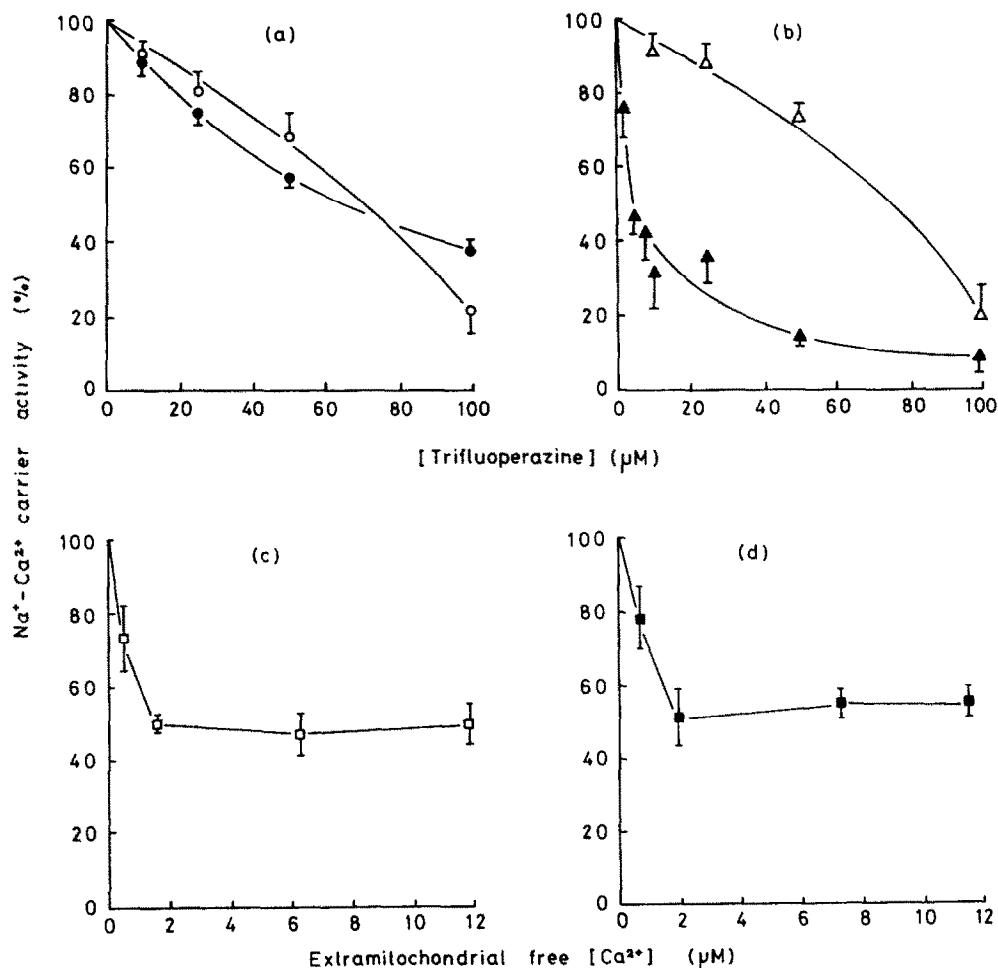 (a)
100
80
60
40
20
0
0 20 40 60 80 100
(b)
100
80
60
40
20
0
0 20 40 60 80 100
[Trifluoperazine] (µM)
Na⁺-Ca²⁺ carrier activity (%)
(c)
100
80
60
40
20
0
0 2 4 6 8 10 12
(d)
100
80
60
40
20
0
0 2 4 6 8 10 12
Extramitochondrial free [Ca²⁺] (µM)